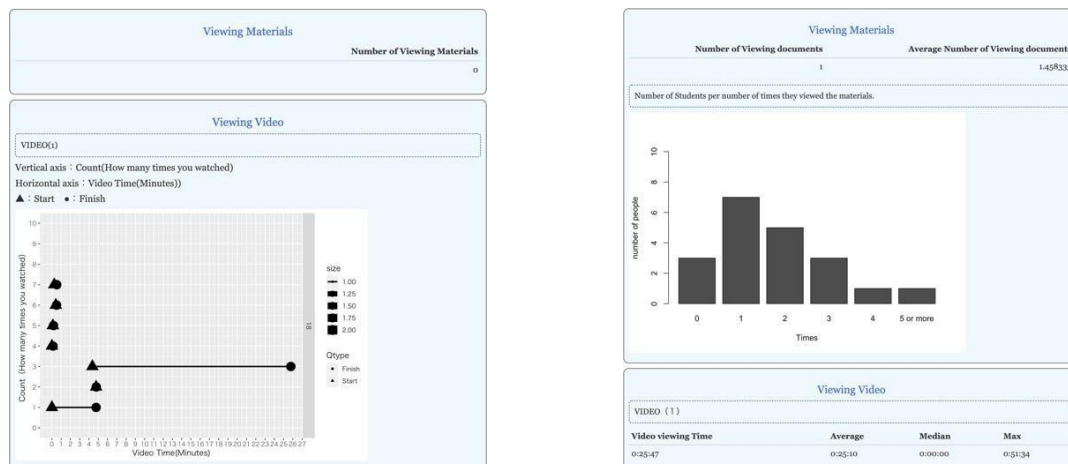 Viewing Materials
Number of Viewing Materials
0
Viewing Video
VIDEO(1)
Vertical axis : Count(How many times you watched)
Horizontal axis : Video Time(Minutes))
▲ : Start ● : Finish
10
9
8
7
6
5
4
3
2
1
0
Count (How many times you watched)
18
0 1 2 3 4 5 6 7 8 9 10 11 12 13 14 15 16 17 18 19 20 21 22 23 24 25 26 27
Video Time(Minutes)
size
1.00
1.25
1.50
1.75
2.00
Qtype
Finish
Start
Viewing Materials
Number of Viewing documents Average Number of Viewing document
1 1.45833
Number of Students per number of times they viewed the materials.
10
8
6
4
2
0
number of people
0 1 2 3 4 5 or more
Times
Viewing Video
VIDEO (1)
Video viewing Time Average Median Max
0:25:47 0:25:10 0:00:00 0:51:34